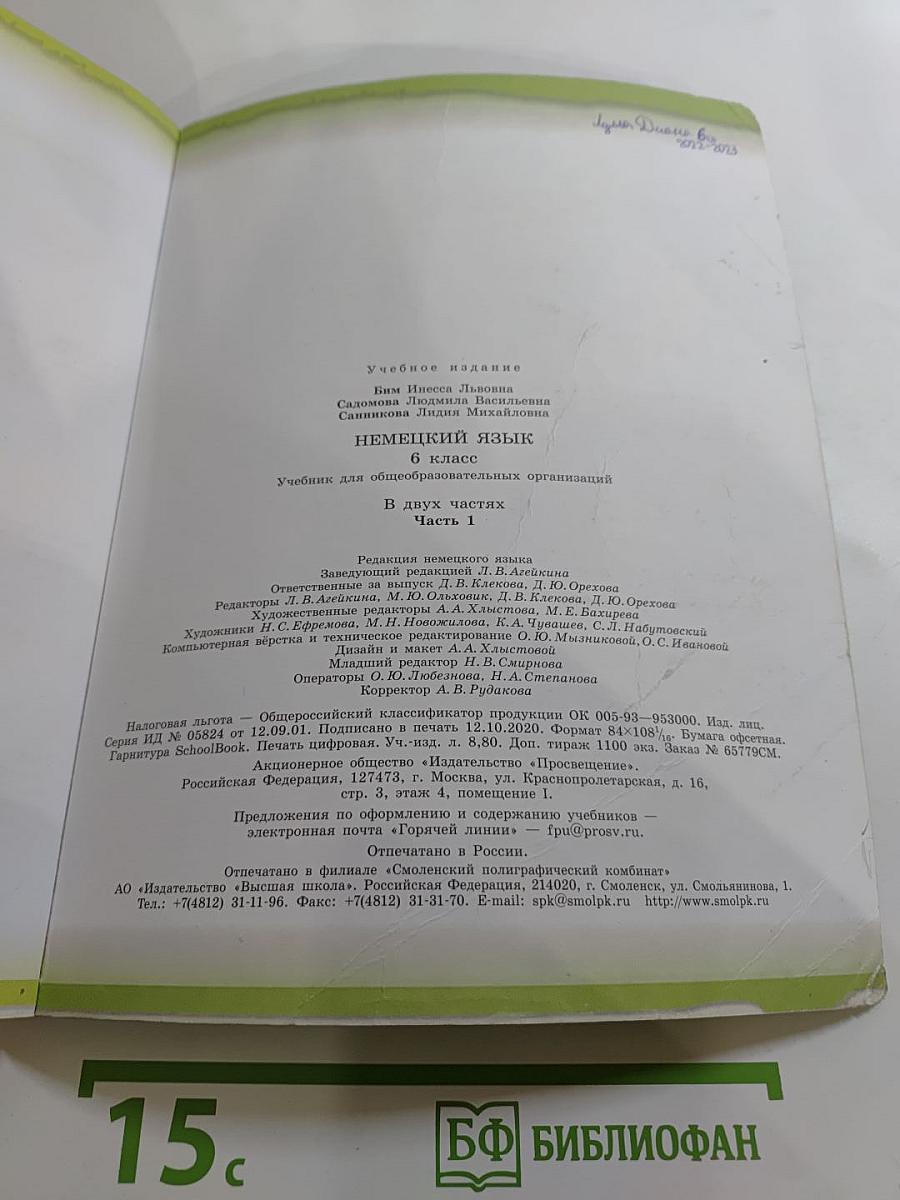 Диана 6
2022-2023
Учебное издание
Бим Инесса Львовна
Садомова Людмила Васильевна
Санникова Лидия Михайловна
НЕМЕЦКИЙ ЯЗЫК
6 класс
Учебник для общеобразовательных организаций
В двух частях
Часть 1
Редакция немецкого языка
Заведующий редакцией Л. В. Агейкина
Ответственные за выпуск Д. В. Клекова, Д. Ю. Орехова
Редакторы Л. В. Агейкина, М. Ю. Ольховик, Д. В. Клекова, Д. Ю. Орехова
Художественные редакторы А. А. Хлыстова, М. Е. Бахирева
Художники Н. С. Ефремова, М. Н. Новожилова, К. А. Чувашев, С. Л. Набутовский
Компьютерная вёрстка и техническое редактирование О. Ю. Мызниковой, О. С. Ивановой
Дизайн и макет А. А. Хлыстовой
Младший редактор Н. В. Смирнова
Операторы О. Ю. Любезнова, Н. А. Степанова
Корректор А. В. Рудакова
Налоговая льгота — Общероссийский классификатор продукции ОК 005-93—953000. Изд. лиц.
Серия ИД № 05824 от 12.09.01. Подписано в печать 12.10.2020. Формат 84×108¹/₁₆. Бумага офсетная.
Гарнитура SchoolBook. Печать цифровая. Уч.-изд. л. 8,80. Доп. тираж 1100 экз. Заказ № 65779СМ.
Акционерное общество «Издательство «Просвещение».
Российская Федерация, 127473, г. Москва, ул. Краснопролетарская, д. 16,
стр. 3, этаж 4, помещение I.
Предложения по оформлению и содержанию учебников —
электронная почта «Горячей линии» — fpu@prosv.ru.
Отпечатано в России.
Отпечатано в филиале «Смоленский полиграфический комбинат»
АО «Издательство «Высшая школа». Российская Федерация, 214020, г. Смоленск, ул. Смольянинова, 1.
Тел.: +7(4812) 31-11-96. Факс: +7(4812) 31-31-70. E-mail: spk@smolpk.ru http://www.smolpk.ru
15 с
БФ БИБЛИОФАН